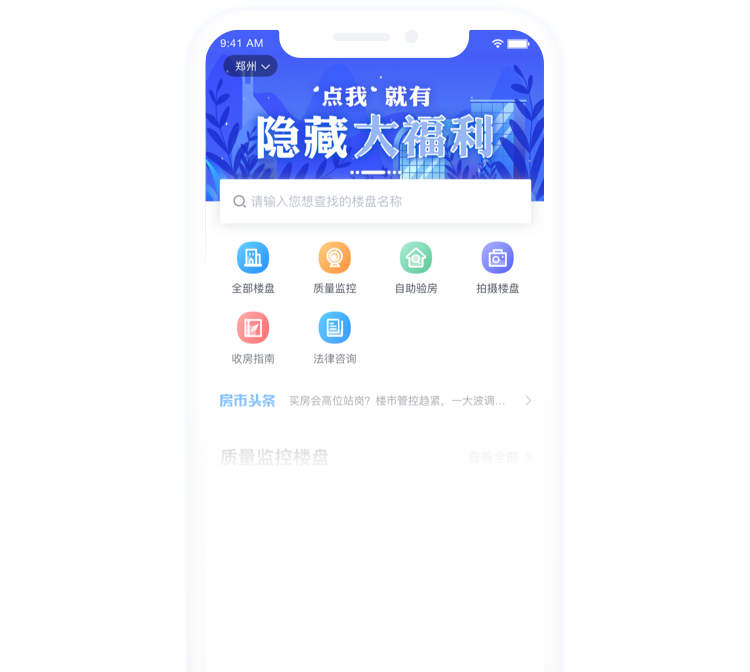 9:41 AM
郑州
点我 就有
隐藏大福利
请输入您想查找的楼盘名称
全部楼盘 质量监控 自助验房 拍摄楼盘
收房指南 法律咨询
房市头条 买房会高位站岗？楼市管控趋紧，一大波调...
质量监控楼盘 查看全部